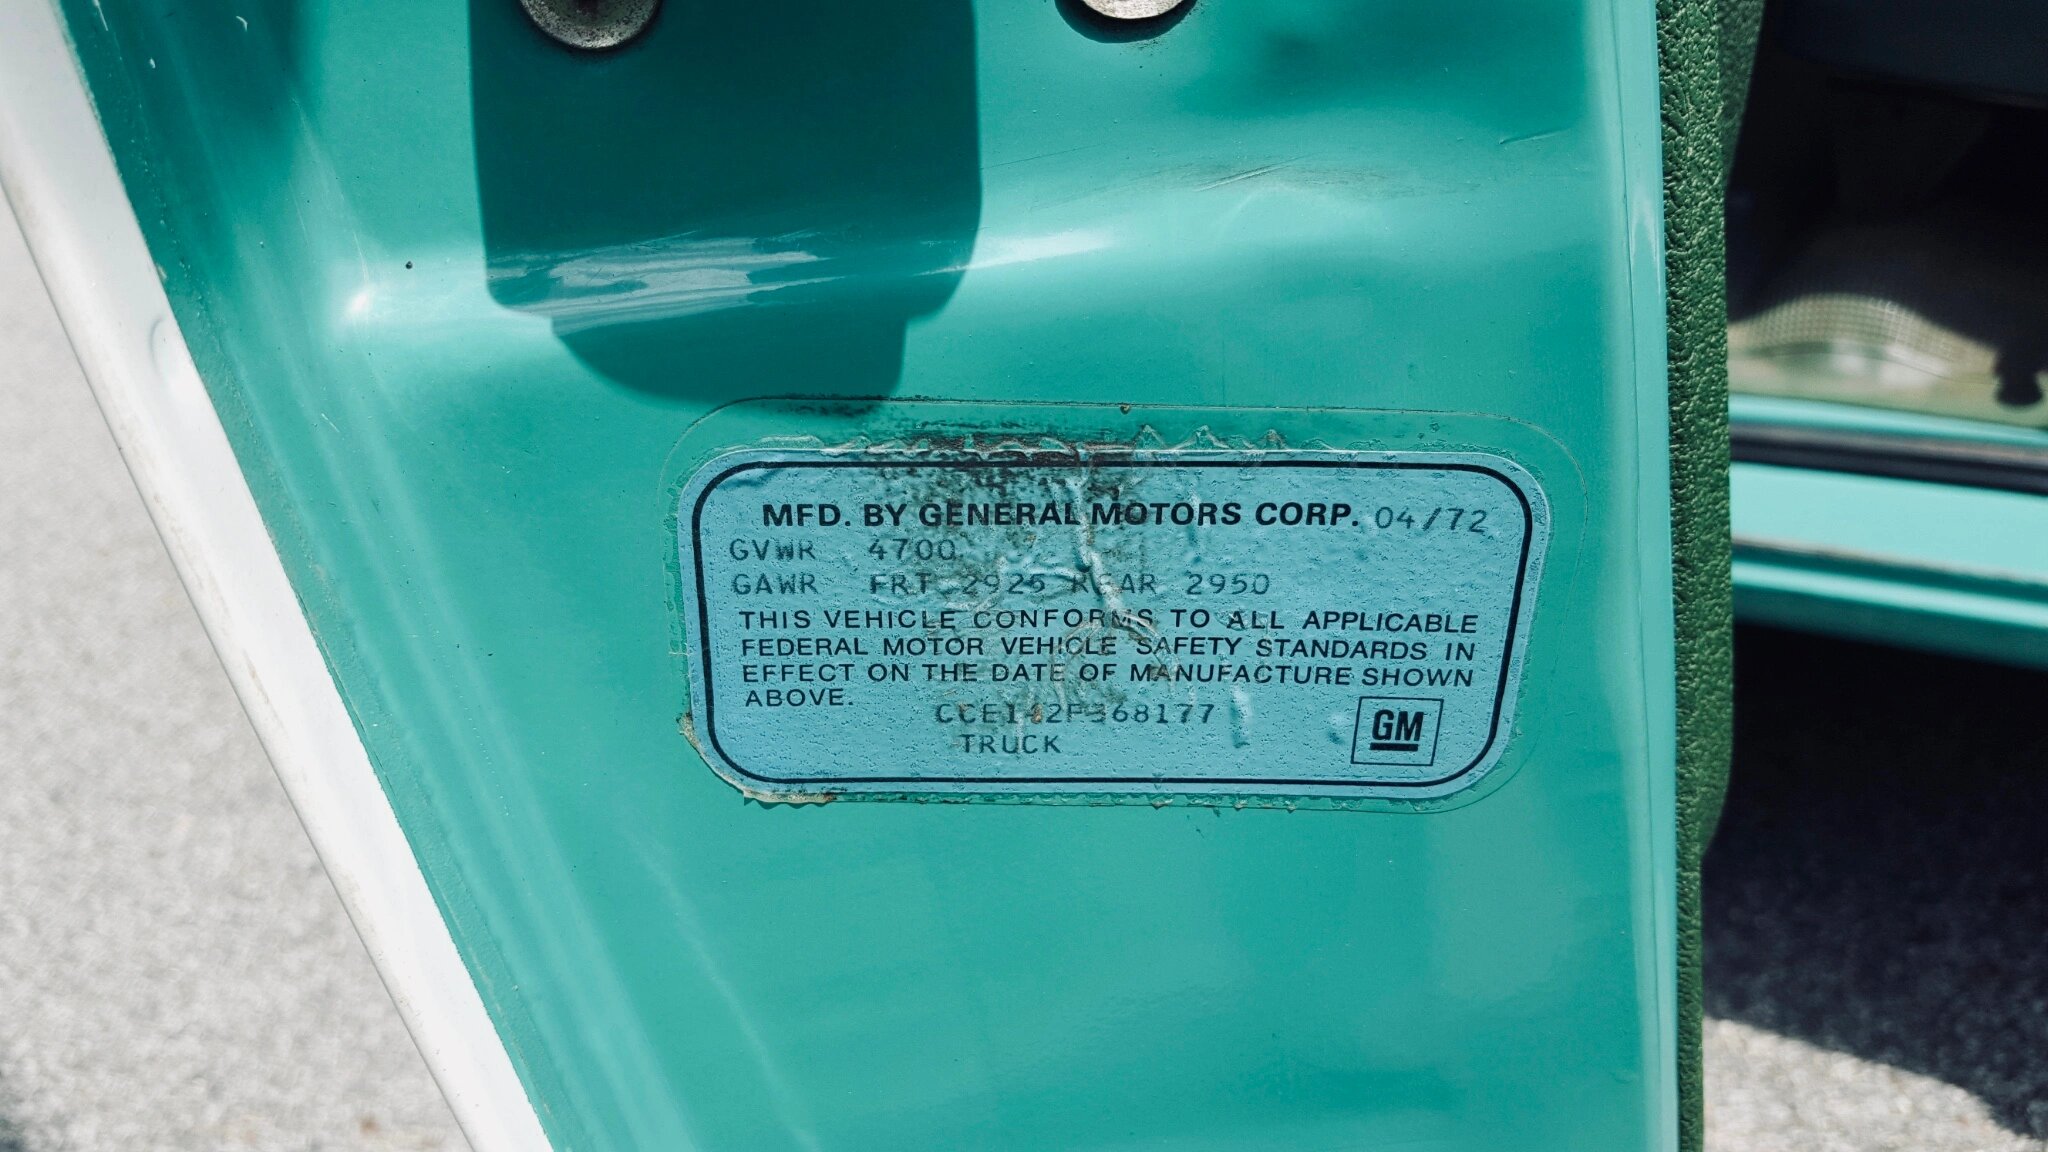 MFD. BY GENERAL MOTORS CORP. 04/72
GVWR 4700
GAWR FRT 2925 REAR 2950
THIS VEHICLE CONFORMS TO ALL APPLICABLE
FEDERAL MOTOR VEHICLE SAFETY STANDARDS IN
EFFECT ON THE DATE OF MANUFACTURE SHOWN
ABOVE.
CCE142F368177
TRUCK
GM